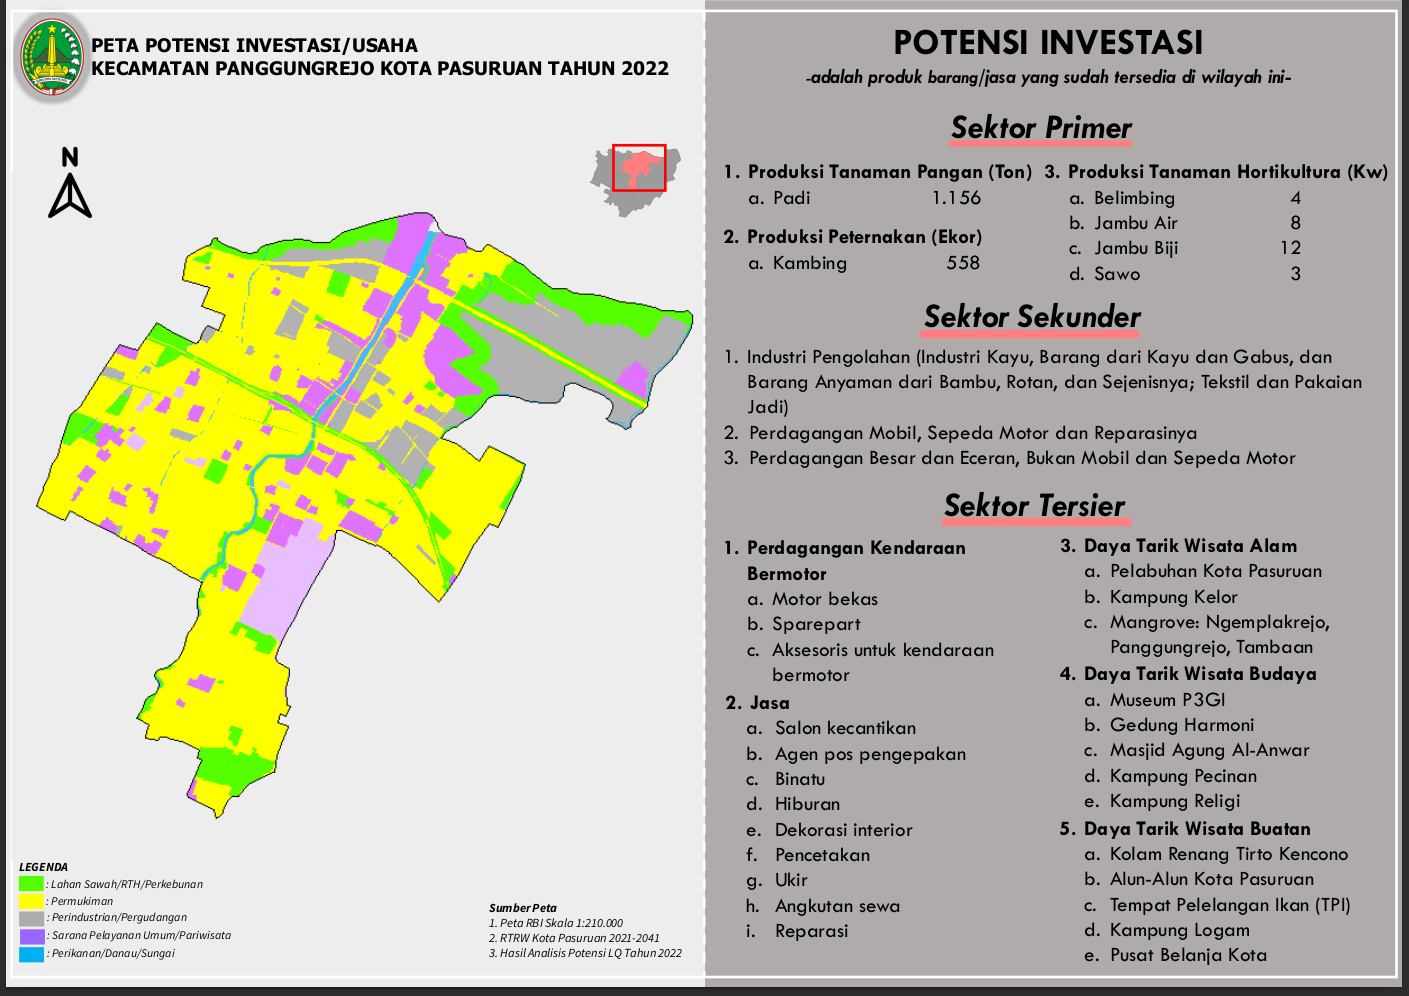 PETA POTENSI INVESTASI/USAHA
KECAMATAN PANGGUNGREJO KOTA PASURUAN TAHUN 2022
N
LEGENDA
: Lahan Sawah/RTH/Perkebunan
: Permukiman
: Perindustrian/Pergudangan
: Sarana Pelayanan Umum/Pariwisata
: Perikanan/Danau/Sungai
Sumber Peta
1. Peta RBI Skala 1:210.000
2. RTRW Kota Pasuruan 2021-2041
3. Hasil Analisis Potensi LQ Tahun 2022
POTENSI INVESTASI
-adalah produk barang/jasa yang sudah tersedia di wilayah ini-
Sektor Primer
1. Produksi Tanaman Pangan (Ton)
a. Padi 1.156
2. Produksi Peternakan (Ekor)
a. Kambing 558
3. Produksi Tanaman Hortikultura (Kw)
a. Belimbing 4
b. Jambu Air 8
c. Jambu Biji 12
d. Sawo 3
Sektor Sekunder
1. Industri Pengolahan (Industri Kayu, Barang dari Kayu dan Gabus, dan
Barang Anyaman dari Bambu, Rotan, dan Sejenisnya; Tekstil dan Pakaian
Jadi)
2. Perdagangan Mobil, Sepeda Motor dan Reparasinya
3. Perdagangan Besar dan Eceran, Bukan Mobil dan Sepeda Motor
Sektor Tersier
1. Perdagangan Kendaraan
Bermotor
a. Motor bekas
b. Sparepart
c. Aksesoris untuk kendaraan
bermotor
2. Jasa
a. Salon kecantikan
b. Agen pos pengepakan
c. Binatu
d. Hiburan
e. Dekorasi interior
f. Pencetakan
g. Ukir
h. Angkutan sewa
i. Reparasi
3. Daya Tarik Wisata Alam
a. Pelabuhan Kota Pasuruan
b. Kampung Kelor
c. Mangrove: Ngemplakrejo,
Panggungrejo, Tambaan
4. Daya Tarik Wisata Budaya
a. Museum P3GI
b. Gedung Harmoni
c. Masjid Agung Al-Anwar
d. Kampung Pecinan
e. Kampung Religi
5. Daya Tarik Wisata Buatan
a. Kolam Renang Tirto Kencono
b. Alun-Alun Kota Pasuruan
c. Tempat Pelelangan Ikan (TPI)
d. Kampung Logam
e. Pusat Belanja Kota